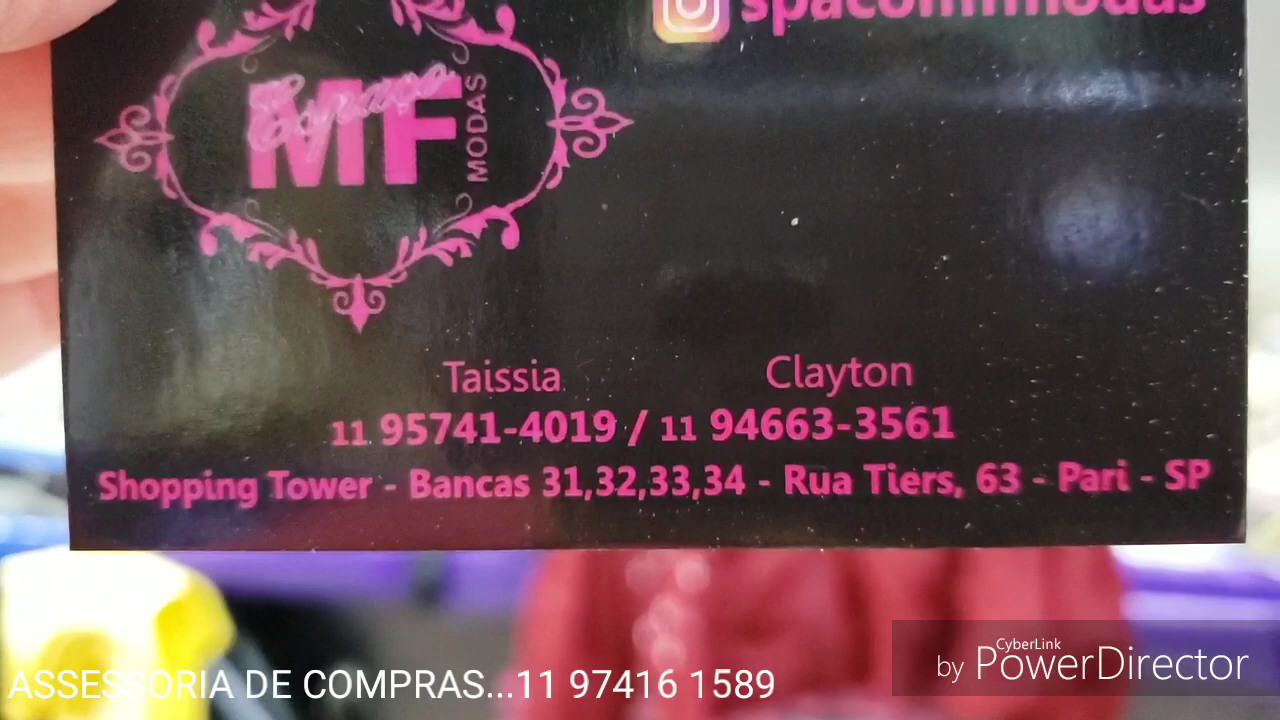 Espaço
MF
MODAS
Taissia Clayton
11 95741-4019 / 11 94663-3561
Shopping Tower - Bancas 31,32,33,34 - Rua Tiers, 63 - Pari - SP
ASSESSORIA DE COMPRAS...11 97416 1589
CyberLink
by PowerDirector